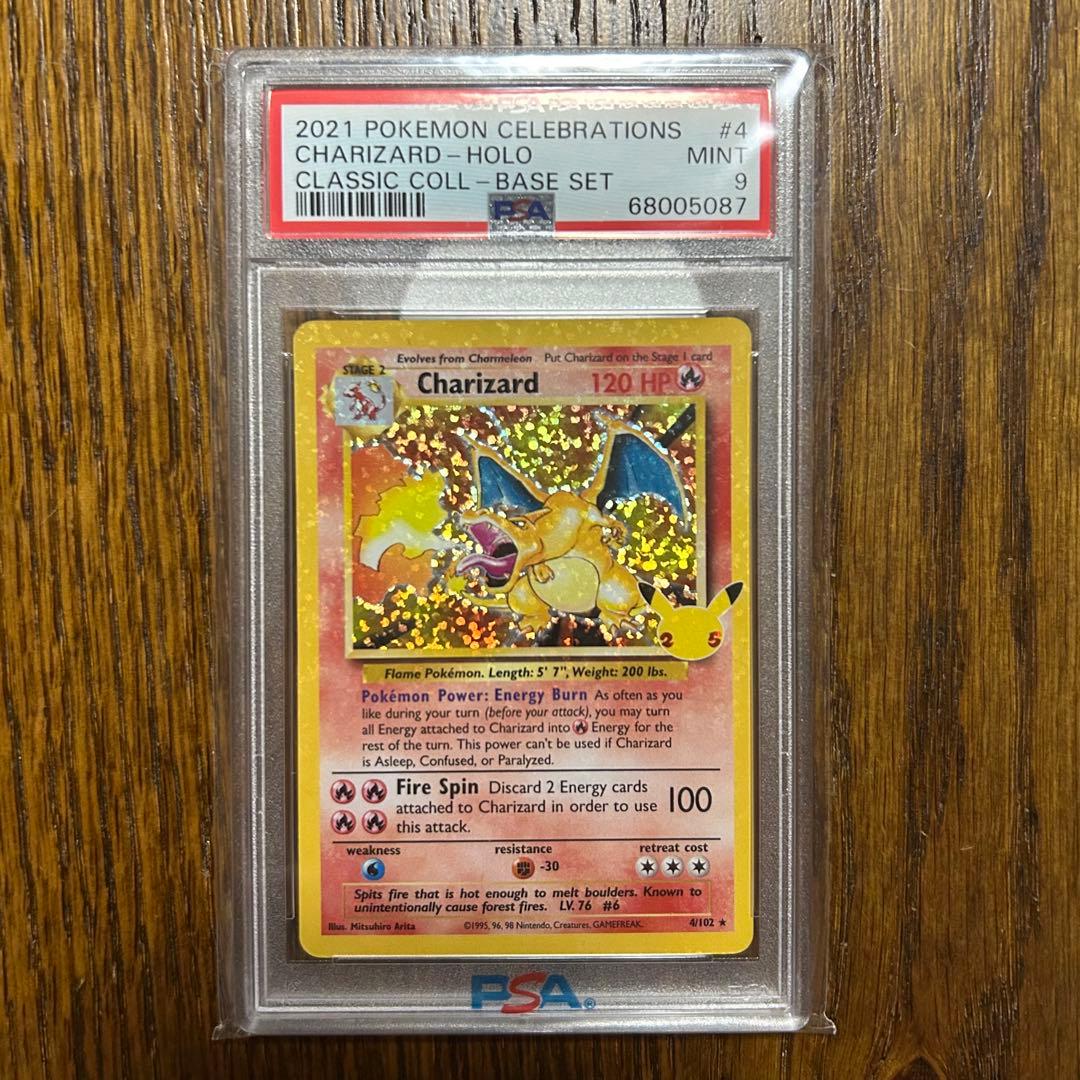 2021 POKEMON CELEBRATIONS #4
CHARIZARD-HOLO MINT
CLASSIC COLL-BASE SET 9
PSA 68005087
Evolves from Charmeleon Put Charizard on the Stage 1 card
STAGE 2
Charizard 120 HP
2 5
Flame Pokémon. Length: 5' 7", Weight: 200 lbs.
Pokémon Power: Energy Burn As often as you
like during your turn (before your attack), you may turn
all Energy attached to Charizard into Energy for the
rest of the turn. This power can't be used if Charizard
is Asleep, Confused, or Paralyzed.
Fire Spin Discard 2 Energy cards
attached to Charizard in order to use 100
this attack.
weakness resistance retreat cost
-30
Spits fire that is hot enough to melt boulders. Known to
unintentionally cause forest fires. LV. 76 #6
Illus. Mitsuhiro Arita ©1995, 96, 98 Nintendo, Creatures, GAMEFREAK. 4/102 ★
PSA®